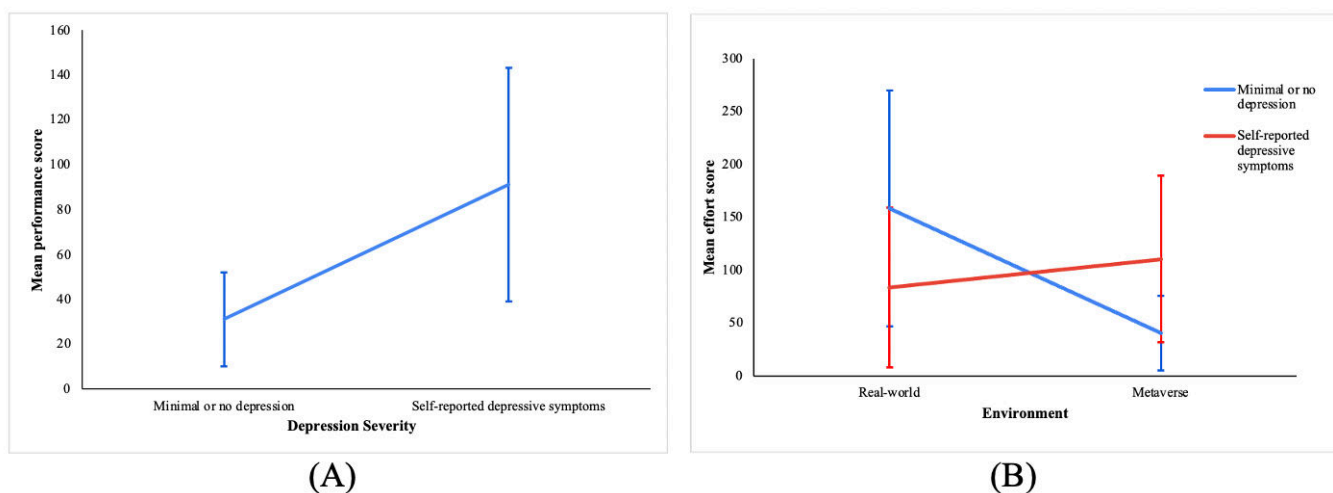 160
140
120
100
80
60
40
20
0
Mean performance score
Minimal or no depression
Self-reported depressive symptoms
Depression Severity
(A)
300
250
200
150
100
50
0
Mean effort score
Minimal or no
depression
Self-reported
depressive
symptoms
Real-world
Metaverse
Environment
(B)